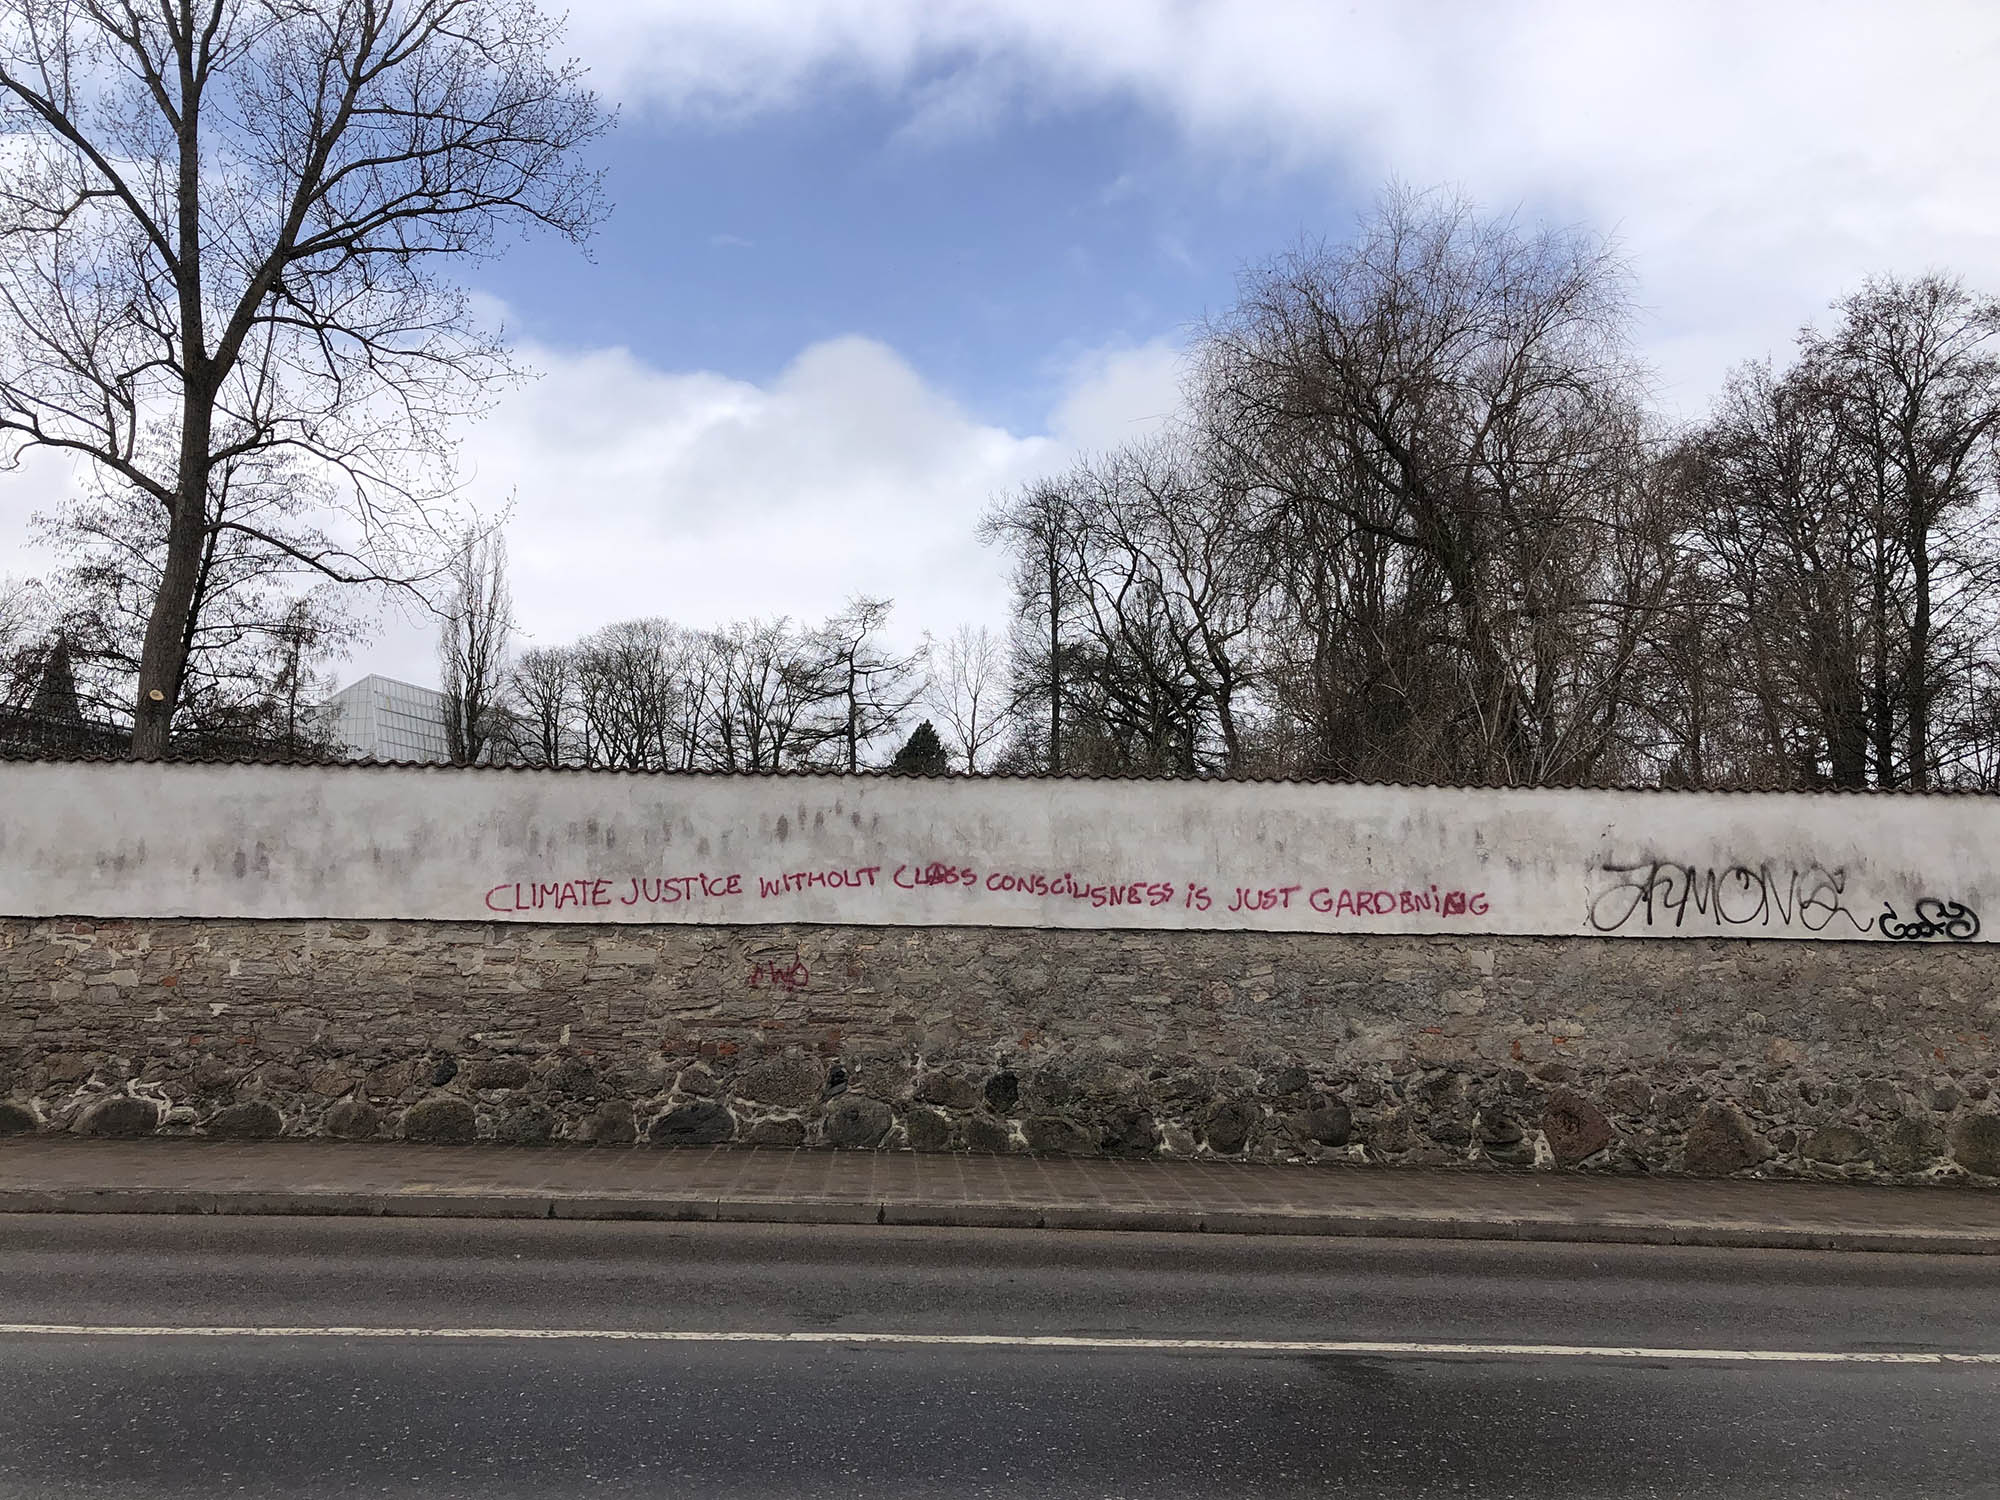 CLIMATE JUSTICE WITHOUT CLASS CONSCIUSNESS IS JUST GARDENING